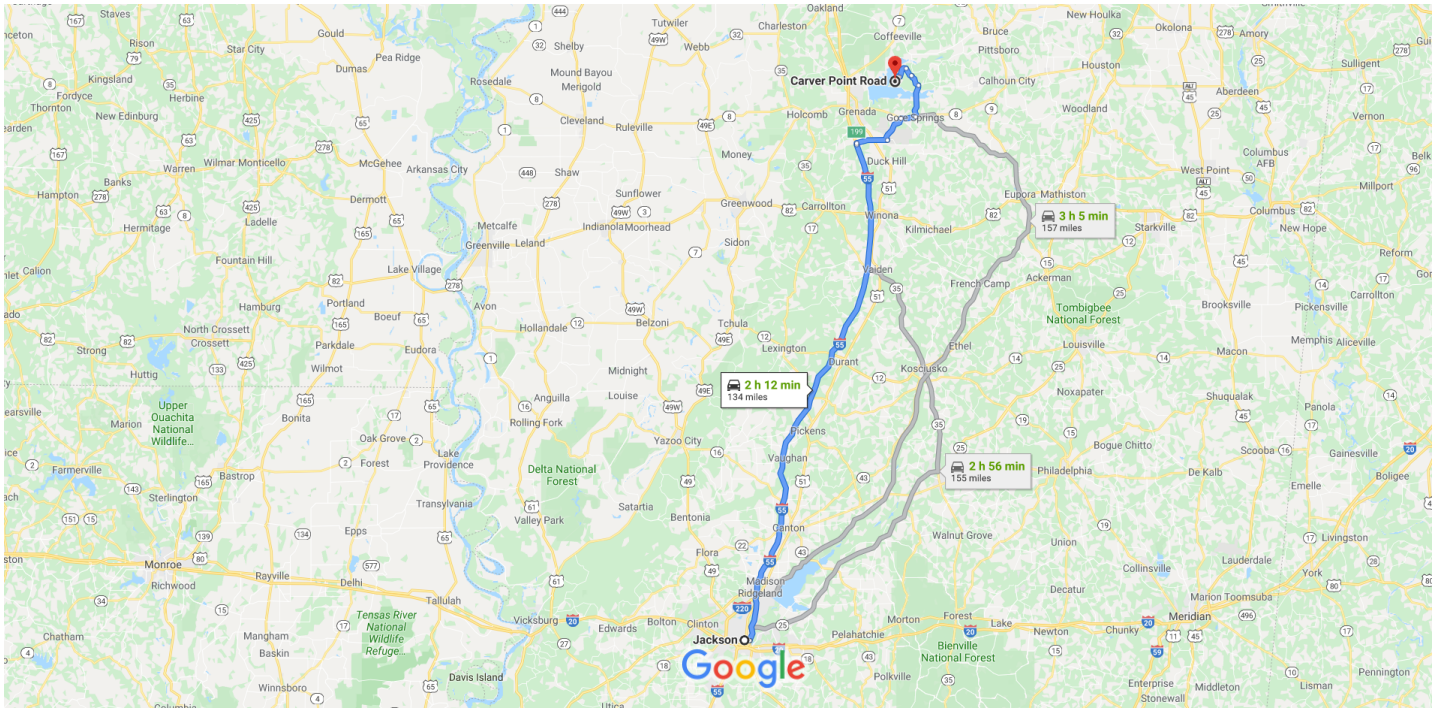 Oakland
Tutwiler
Charleston
New Houlka
Smithville
Coffeeville
Bruce
Okolona
Amory
Gould
Rison
Star City
Pea Ridge
Shelby
Webb
Pittsboro
Houston
Sulligent
Dumas
Rosedale
Mound Bayou
Merigold
Carver Point Road
Calhoun City
Kingsland
Fordyce
Herbine
Aberdeen
Thornton
New Edinburg
Cleveland
Ruleville
Holcomb
Grenada
Gore Springs
Woodland
Vernon
199
McGehee
Arkansas City
Money
Duck Hill
Columbus
AFB
Warren
Wilmar
Monticello
Shaw
West Point
Banks
Hampton
Dermott
Sunflower
Greenwood
Carrollton
Winona
Eupora
Mathiston
Millport
Hermitage
Ladelle
Metcalfe
Indianola
Moorhead
3 h 5 min
157 miles
Columbus
New Hope
Kilmichael
Starkville
Greenville
Leland
Sidon
Reform
Fountain Hill
Lake Village
Vaiden
Ackerman
French Camp
Hamburg
Portland
Avon
Tombigbee
National Forest
Brooksville
Pickensville
Carrollton
North Crossett
Crossett
Boeuf
Hollandale
Belzoni
Tchula
Strong
Parkdale
Eudora
Lexington
Ethel
Louisville
Macon
Memphis
Aliceville
Huttig
Wilmot
Midnight
Durant
Kosciusko
2 h 12 min
134 miles
Noxapater
Shuqualak
Anguilla
Louise
Panola
Upper
Ouachita
National
Wildlife...
Bonita
Rolling Fork
Marion
Pickens
Oak Grove
Yazoo City
Bogue Chitto
Scooba
Gainesville
Lake
Providence
Forest
Vaughan
2 h 56 min
155 miles
Philadelphia
De Kalb
Farmerville
Bastrop
Delta National
Forest
Emelle
Boligee
Sterlington
Transylvania
Satartia
Valley Park
Bentonia
Canton
Walnut Grove
Livingston
Epps
Union
Flora
Monroe
Lauderdale
Collinsville
York
Richwood
Rayville
Delhi
Madison
Ridgeland
Decatur
Marion
Toomsuba
Tallulah
Vicksburg
Edwards
Bolton
Clinton
Morton
Forest
Lake
Newton
Chunky
Meridian
Chatham
Mangham
Baskin
Tensas River
National
Wildlife
Refuge...
Jackson
Pelahatchie
Google
Bienville
National Forest
Pennington
Davis Island
Polkville
Enterprise
Stonewall
Middleton
Lisman
Winnsboro
Utica